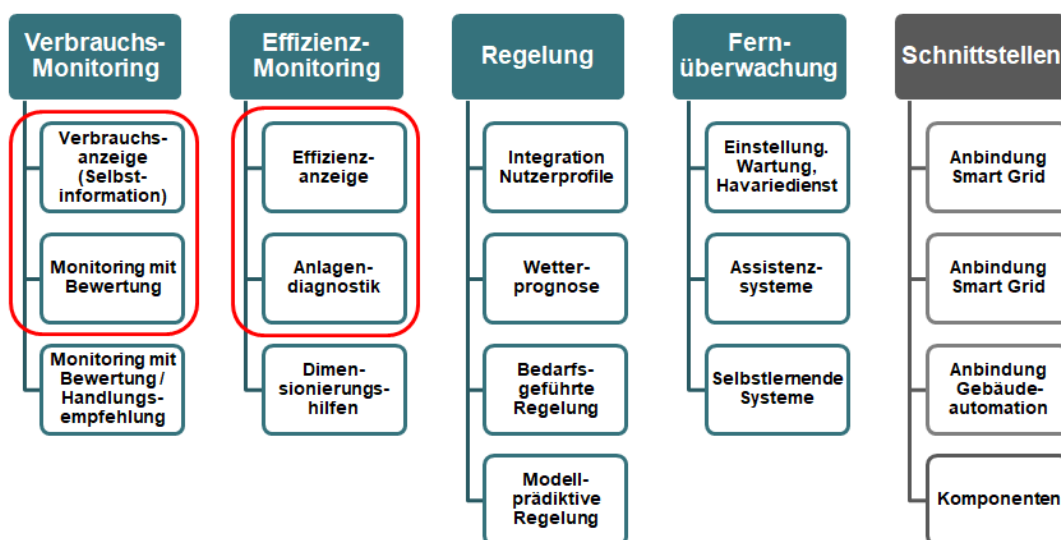 Verbrauchs-
Monitoring
Verbrauchs-
anzeige
(Selbst-
information)
Monitoring mit
Bewertung
Monitoring mit
Bewertung /
Handlungs-
empfehlung
Effizienz-
Monitoring
Effizienz-
anzeige
Anlagen-
diagnostik
Dimen-
sionierungs-
hilfen
Regelung
Integration
Nutzerprofile
Wetter-
prognose
Bedarfs-
geführte
Regelung
Modell-
prädiktive
Regelung
Fern-
überwachung
Einstellung.
Wartung,
Havariedienst
Assistenz-
systeme
Selbstlernende
Systeme
Schnittstellen
Anbindung
Smart Grid
Anbindung
Smart Grid
Anbindung
Gebäude-
automation
Komponenten